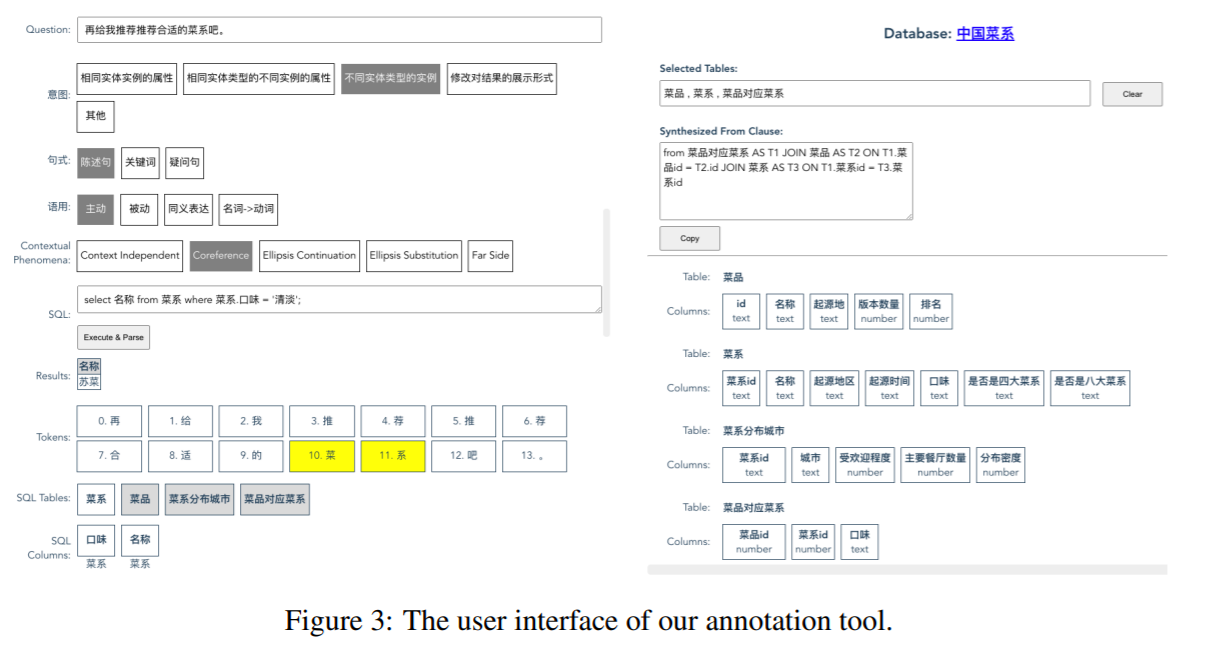 Question: 再给我推荐推荐合适的菜系吧。
意图: 相同实体实例的属性 相同实体类型的不同实例的属性 不同实体类型的实例 修改对结果的展示形式
其他
句式: 陈述句 关键词 疑问句
语用: 主动 被动 同义表达 名词->动词
Contextual Phenomena: Context Independent Coreference Ellipsis Continuation Ellipsis Substitution Far Side
SQL: select 名称 from 菜系 where 菜系.口味 = '清淡';
Execute & Parse
Results: 名称
苏菜
Tokens: 0. 再 1. 给 2. 我 3. 推 4. 荐 5. 推 6. 荐
7. 合 8. 适 9. 的 10. 菜 11. 系 12. 吧 13. 。
SQL Tables: 菜系 菜品 菜系分布城市 菜品对应菜系
SQL Columns: 口味 名称
菜系 菜系
Database: 中国菜系
Selected Tables:
菜品 , 菜系 , 菜品对应菜系 Clear
Synthesized From Clause:
from 菜品对应菜系 AS T1 JOIN 菜品 AS T2 ON T1.菜
品id = T2.id JOIN 菜系 AS T3 ON T1.菜系id = T3.菜
系id
Copy
Table: 菜品
Columns: id 名称 起源地 版本数量 排名
text text text number number
Table: 菜系
Columns: 菜系id 名称 起源地区 起源时间 口味 是否是四大菜系 是否是八大菜系
text text text text text text text
Table: 菜系分布城市
Columns: 菜系id 城市 受欢迎程度 主要餐厅数量 分布密度
text text number number number
Table: 菜品对应菜系
Columns: 菜品id 菜系id 口味
number number text
Figure 3: The user interface of our annotation tool.